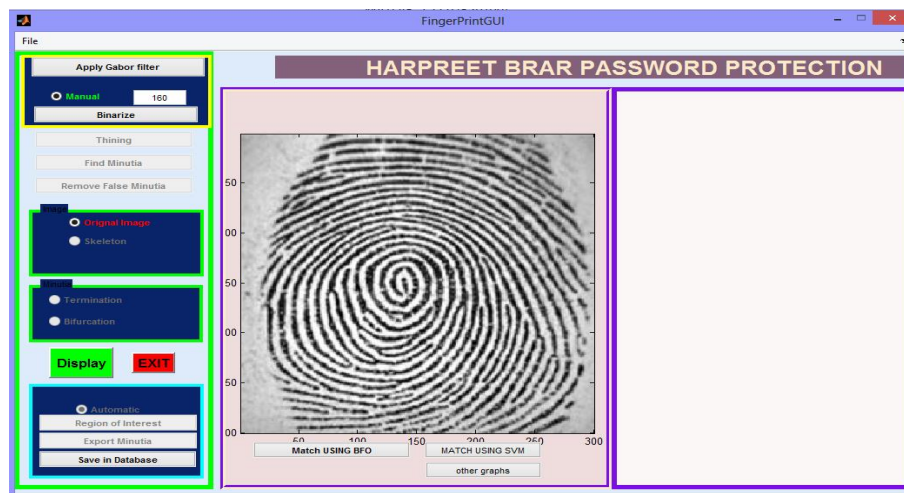 FingerPrintGUI
File
HARPREET BRAR PASSWORD PROTECTION
Apply Gabor filter
Manual 160
Binarize
Thining
Find Minutia
Remove False Minutia
Image
Orignal Image
Skeleton
Minutia
Termination
Bifurcation
Display EXIT
Automatic
Region of Interest
Export Minutia
Save in Database
50
00
50
00
50
00
50 100 150 200 250 300
Match USING BFO MATCH USING SVM
other graphs